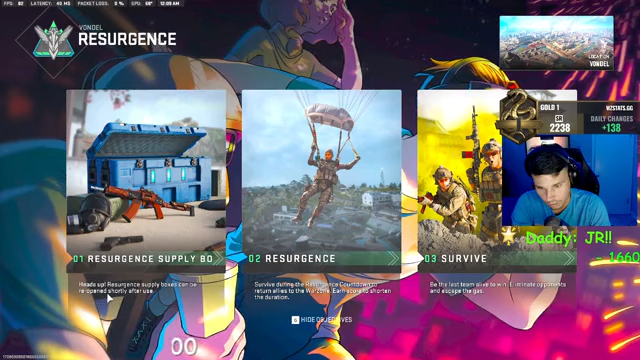 FPS: 82 LATENCY: 40 MS PACKET LOSS: 0 GPU: 68° 12:09 AM
VONDEL
RESURGENCE
LOCATION
VONDEL
GOLD 1
WZSTATS.GG
SR
2238
DAILY CHANGES
+138
Daddy: JR!!
- 1660
01 RESURGENCE SUPPLY BO
02 RESURGENCE
03 SURVIVE
Heads up! Resurgence supply boxes can be
re-opened shortly after use.
Survive during the Resurgence Countdown to
return allies to the Warzone. Earn score to shorten
the duration.
Be the last team alive to win. Eliminate opponents
and escape the gas.
HIDE OBJECTIVES
00